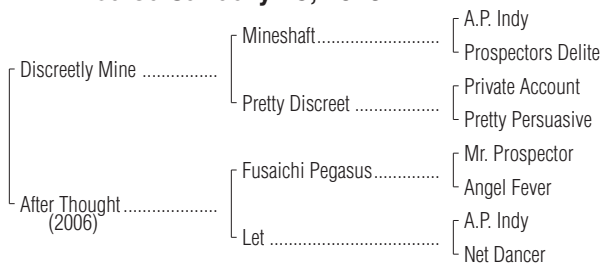 A.P. Indy
Mineshaft
Prospectors Delite
Discreetly Mine
Private Account
Pretty Discreet
Pretty Persuasive
Mr. Prospector
Fusaichi Pegasus
Angel Fever
After Thought
(2006)
A.P. Indy
Let
Net Dancer